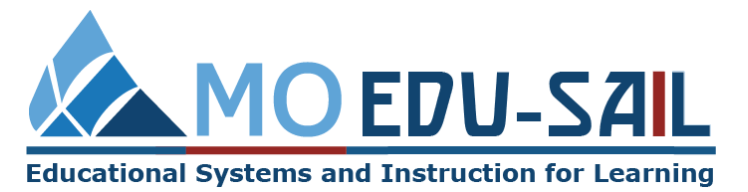 MO EDU-SAIL
Educational Systems and Instruction for Learning